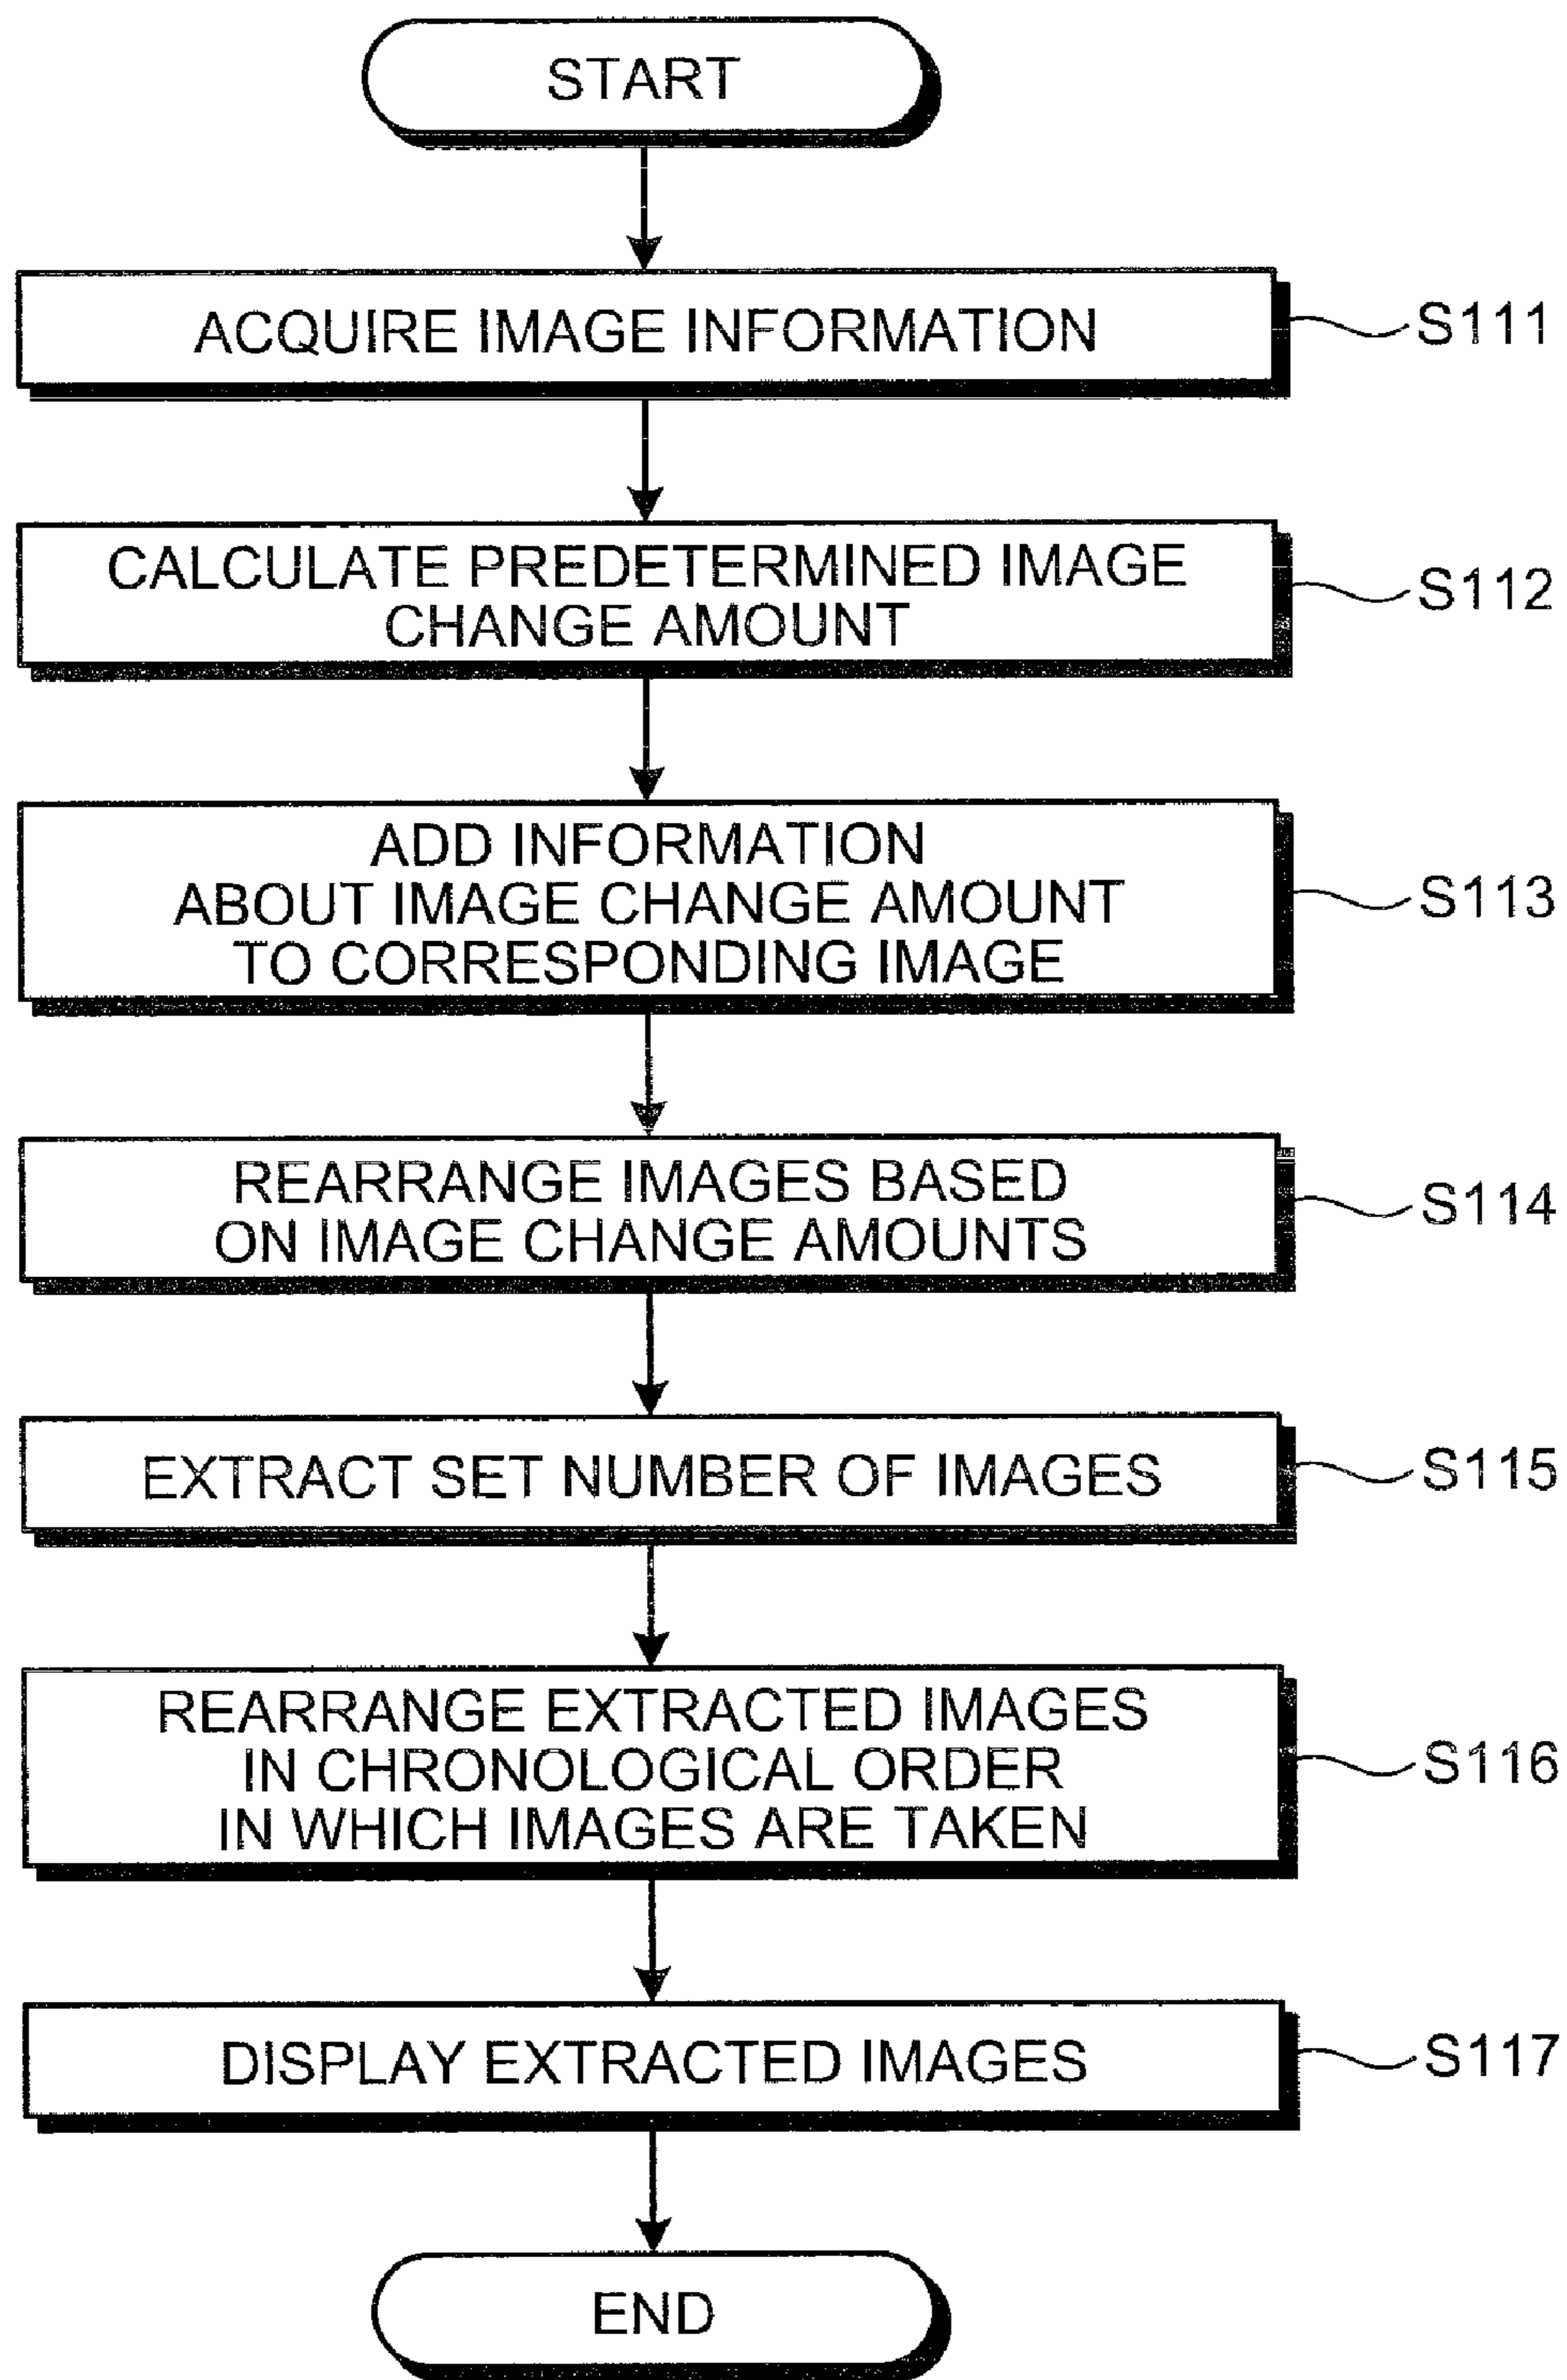 START
ACQUIRE IMAGE INFORMATION
S111
CALCULATE PREDETERMINED IMAGE
CHANGE AMOUNT
S112
ADD INFORMATION
ABOUT IMAGE CHANGE AMOUNT
TO CORRESPONDING IMAGE
S113
REARRANGE IMAGES BASED
ON IMAGE CHANGE AMOUNTS
S114
EXTRACT SET NUMBER OF IMAGES
S115
REARRANGE EXTRACTED IMAGES
IN CHRONOLOGICAL ORDER
IN WHICH IMAGES ARE TAKEN
S116
DISPLAY EXTRACTED IMAGES
S117
END